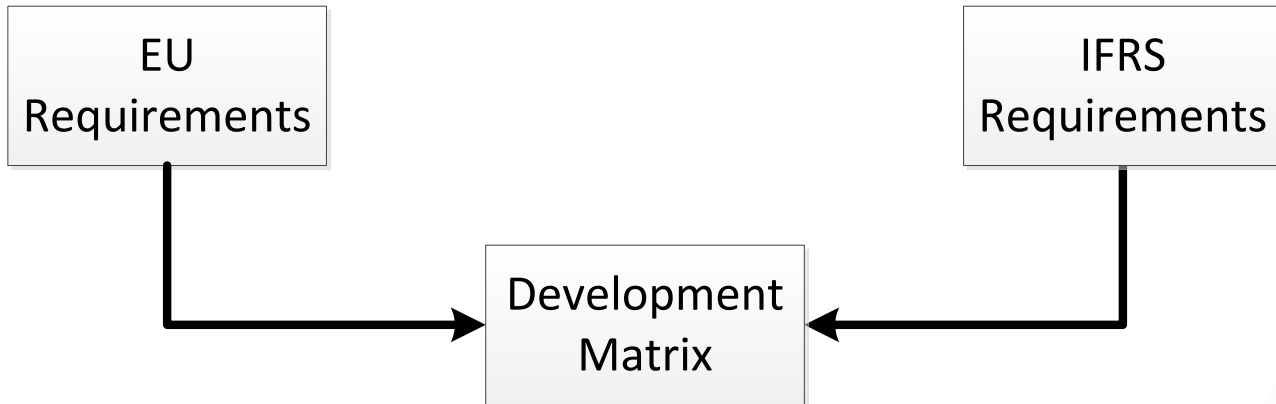 EU
Requirements
IFRS
Requirements
Development
Matrix